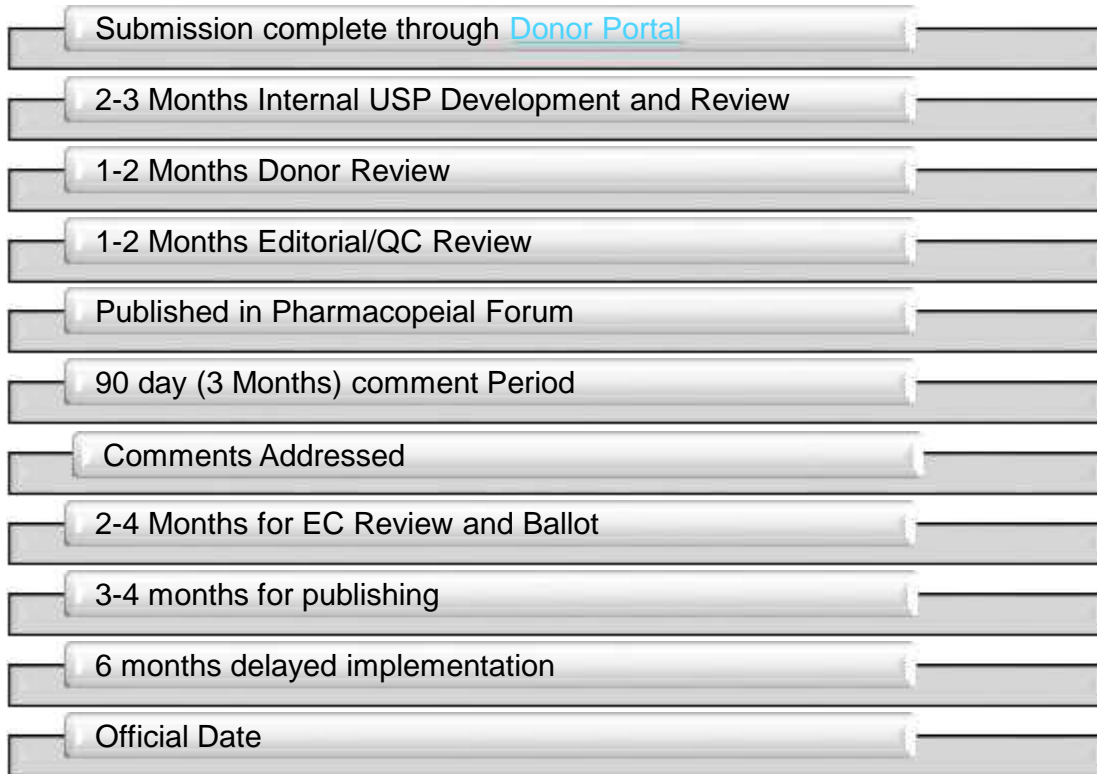 Submission complete through Donor Portal
2-3 Months Internal USP Development and Review
1-2 Months Donor Review
1-2 Months Editorial/QC Review
Published in Pharmacopeial Forum
90 day (3 Months) comment Period
Comments Addressed
2-4 Months for EC Review and Ballot
3-4 months for publishing
6 months delayed implementation
Official Date